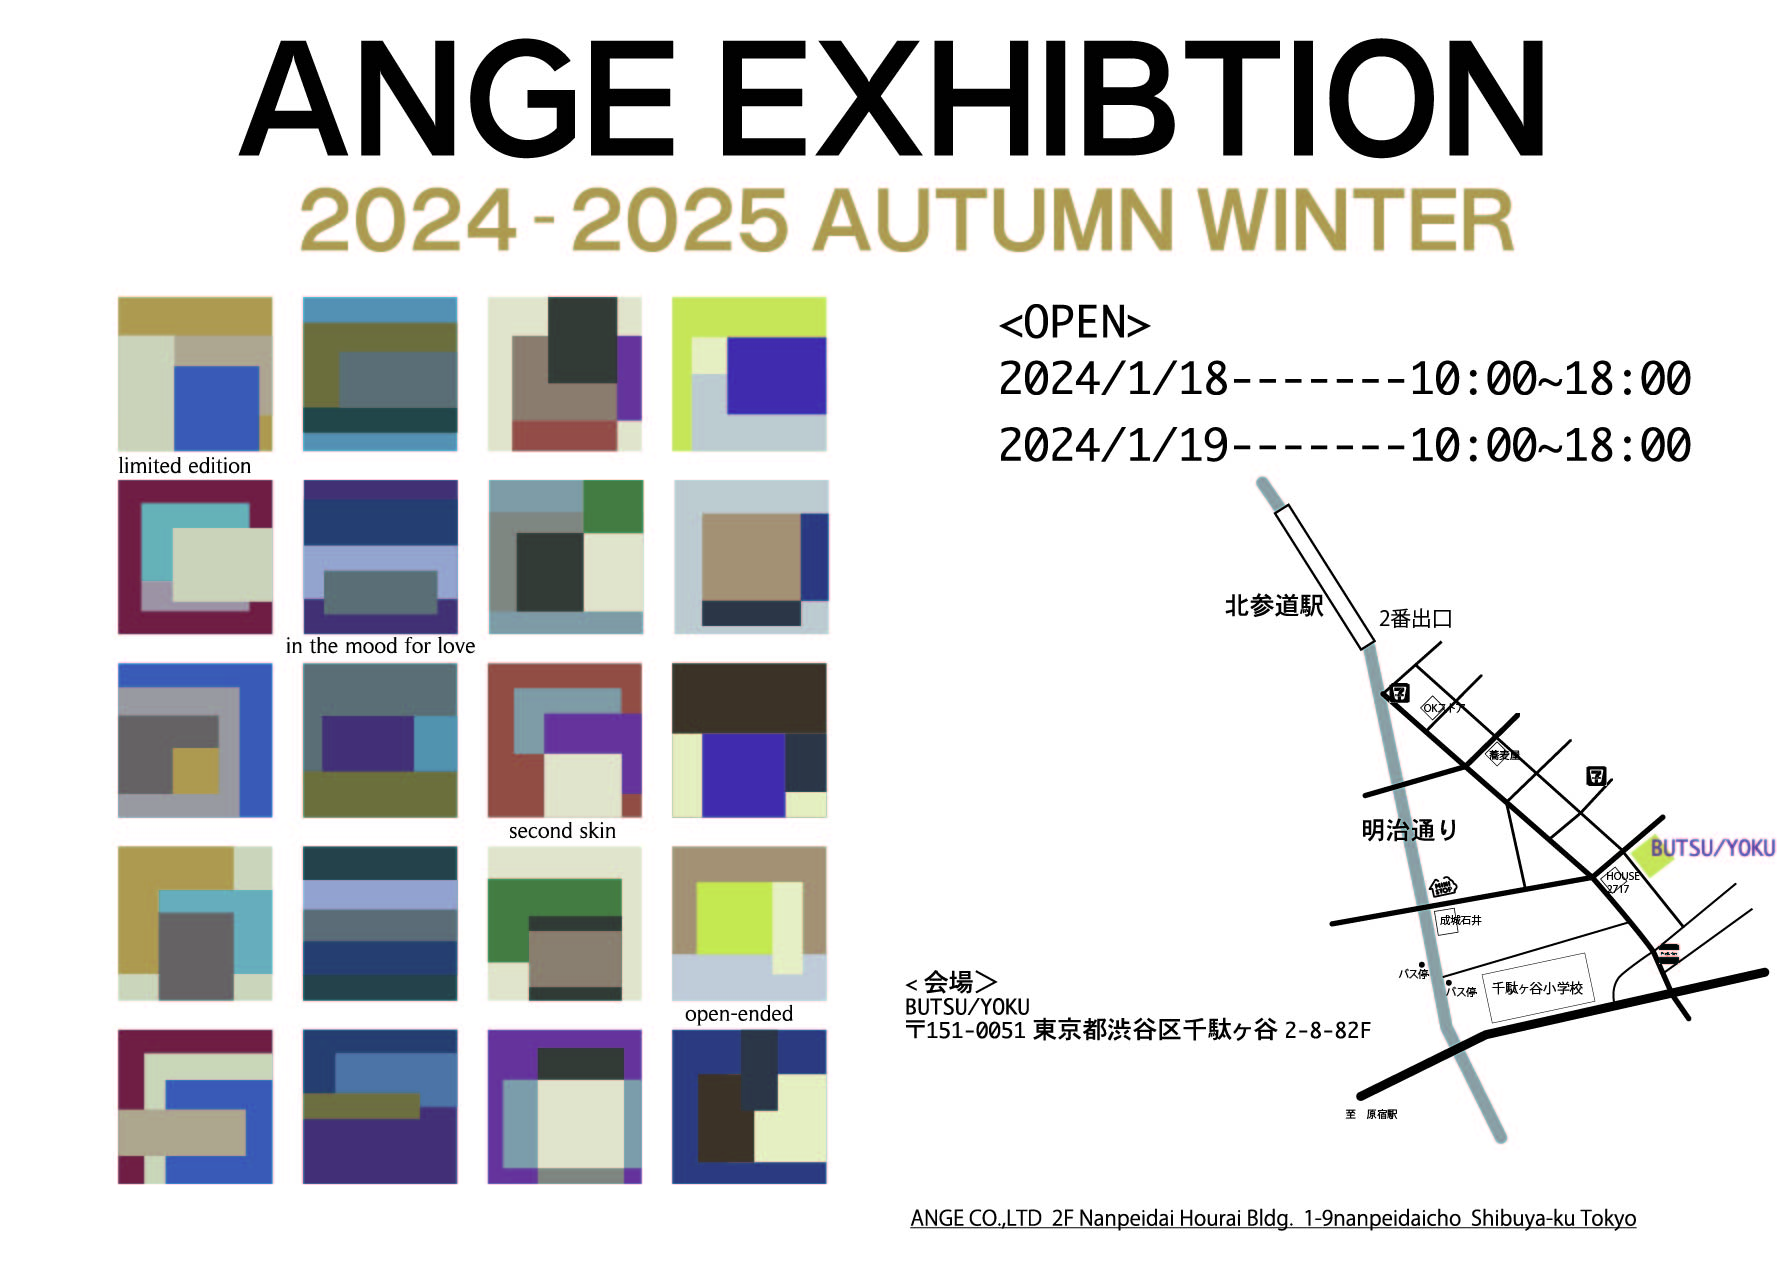 ANGE EXHIBTION
2024-2025 AUTUMN WINTER
<OPEN>
2024/1/18-------10:00~18:00
2024/1/19-------10:00~18:00
limited edition
in the mood for love
second skin
open-ended
北参道駅
2番出口
OKストア
蕎麦屋
明治通り
BUTSU/YOKU
HOUSE
2717
MINI
STOP
成城石井
バス停
バス停
千駄ヶ谷小学校
至 原宿駅
<会場>
BUTSU/YOKU
〒151-0051 東京都渋谷区千駄ヶ谷 2-8-82F
ANGE CO.,LTD 2F Nanpeidai Hourai Bldg. 1-9nanpeidaicho Shibuya-ku Tokyo